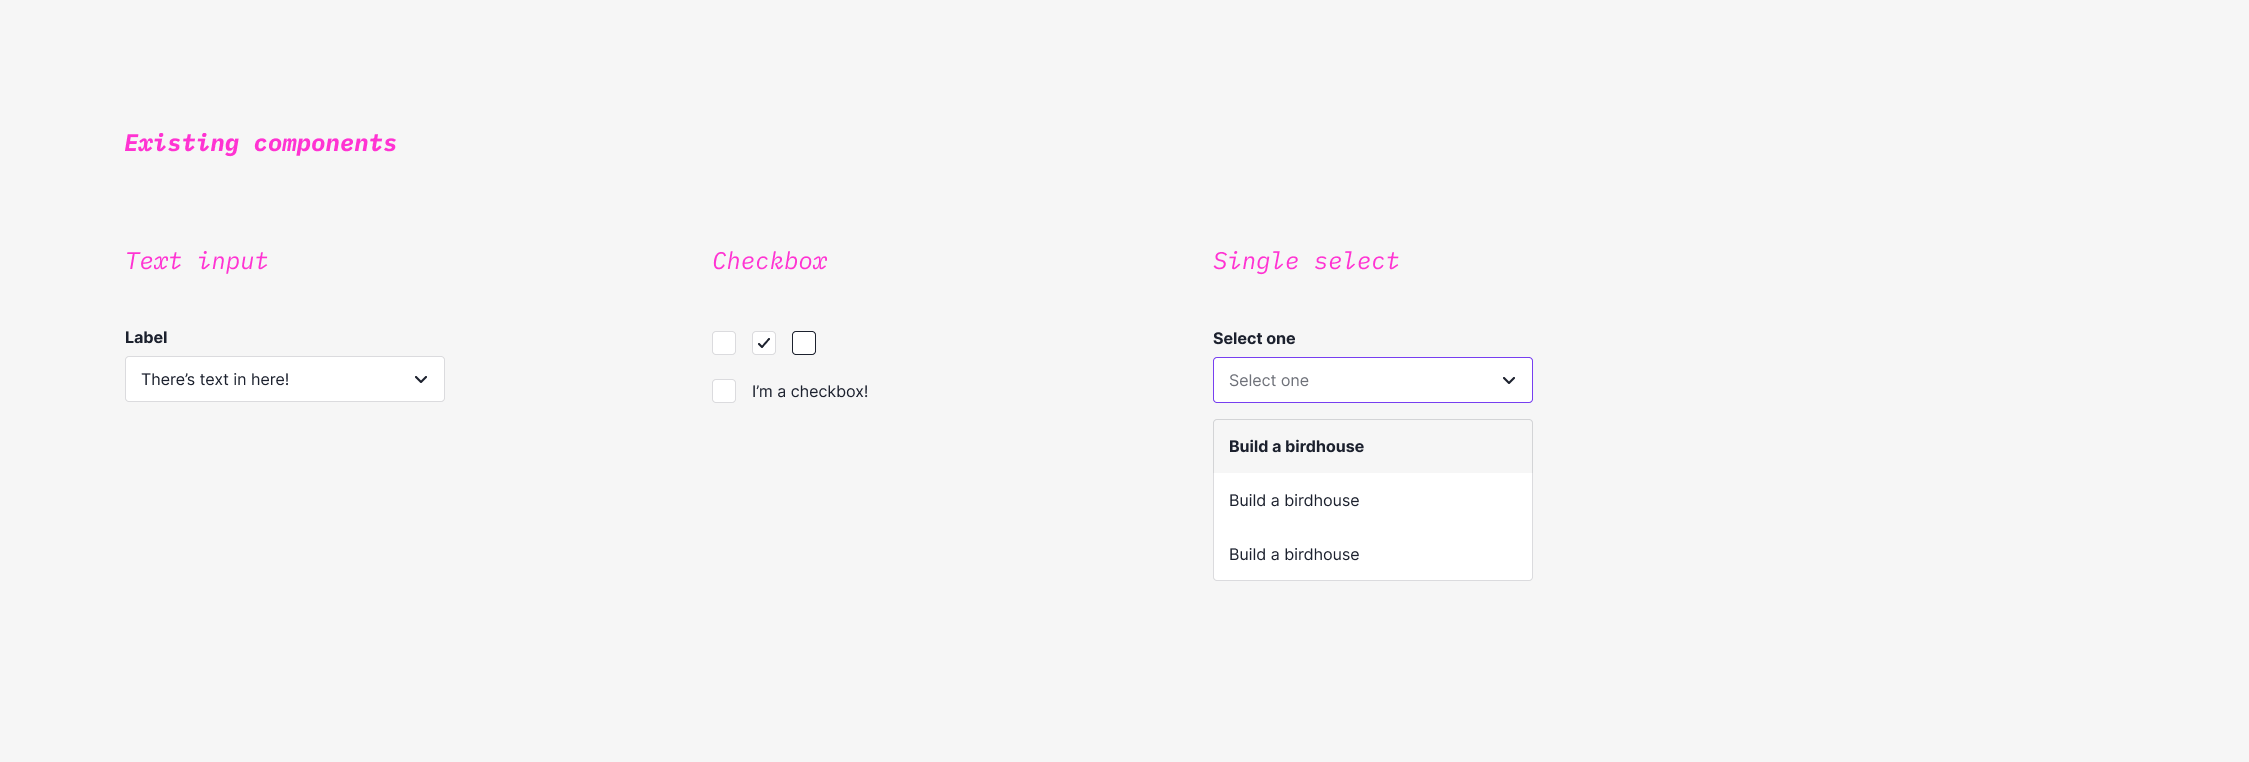 Existing components
Text input
Checkbox
Single select
Label
There’s text in here!
I’m a checkbox!
Select one
Select one
Build a birdhouse
Build a birdhouse
Build a birdhouse